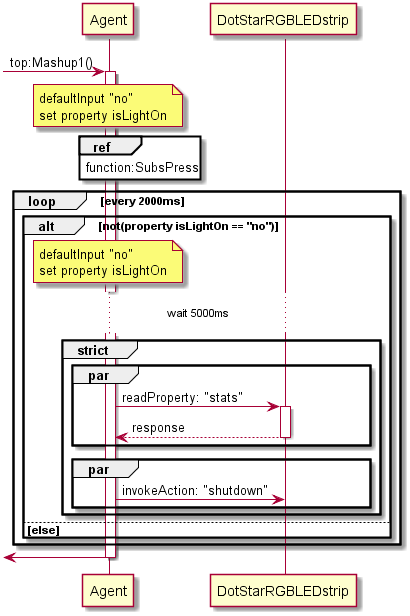 Agent
DotStarRGBLEDstrip
top:Mashup1()
defaultInput "no"
set property isLightOn
ref
function:SubsPress
loop [every 2000ms]
alt [not(property isLightOn == "no")]
defaultInput "no"
set property isLightOn
wait 5000ms
strict
par
readProperty: "stats"
response
par
invokeAction: "shutdown"
[else]
Agent
DotStarRGBLEDstrip